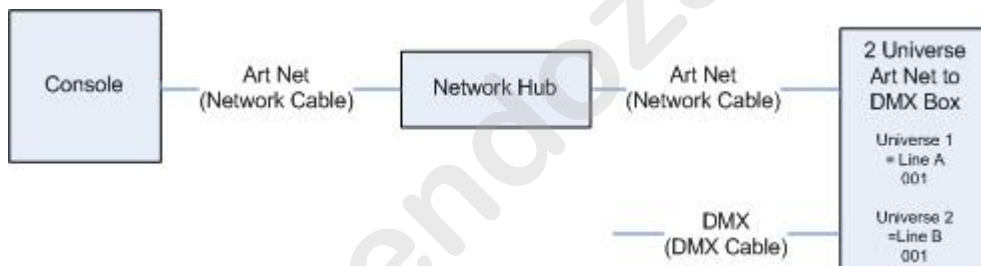 Console
Art Net
(Network Cable)
Network Hub
Art Net
(Network Cable)
2 Universe
Art Net to
DMX Box
Universe 1
= Line A
001
Universe 2
=Line B
001
DMX
(DMX Cable)